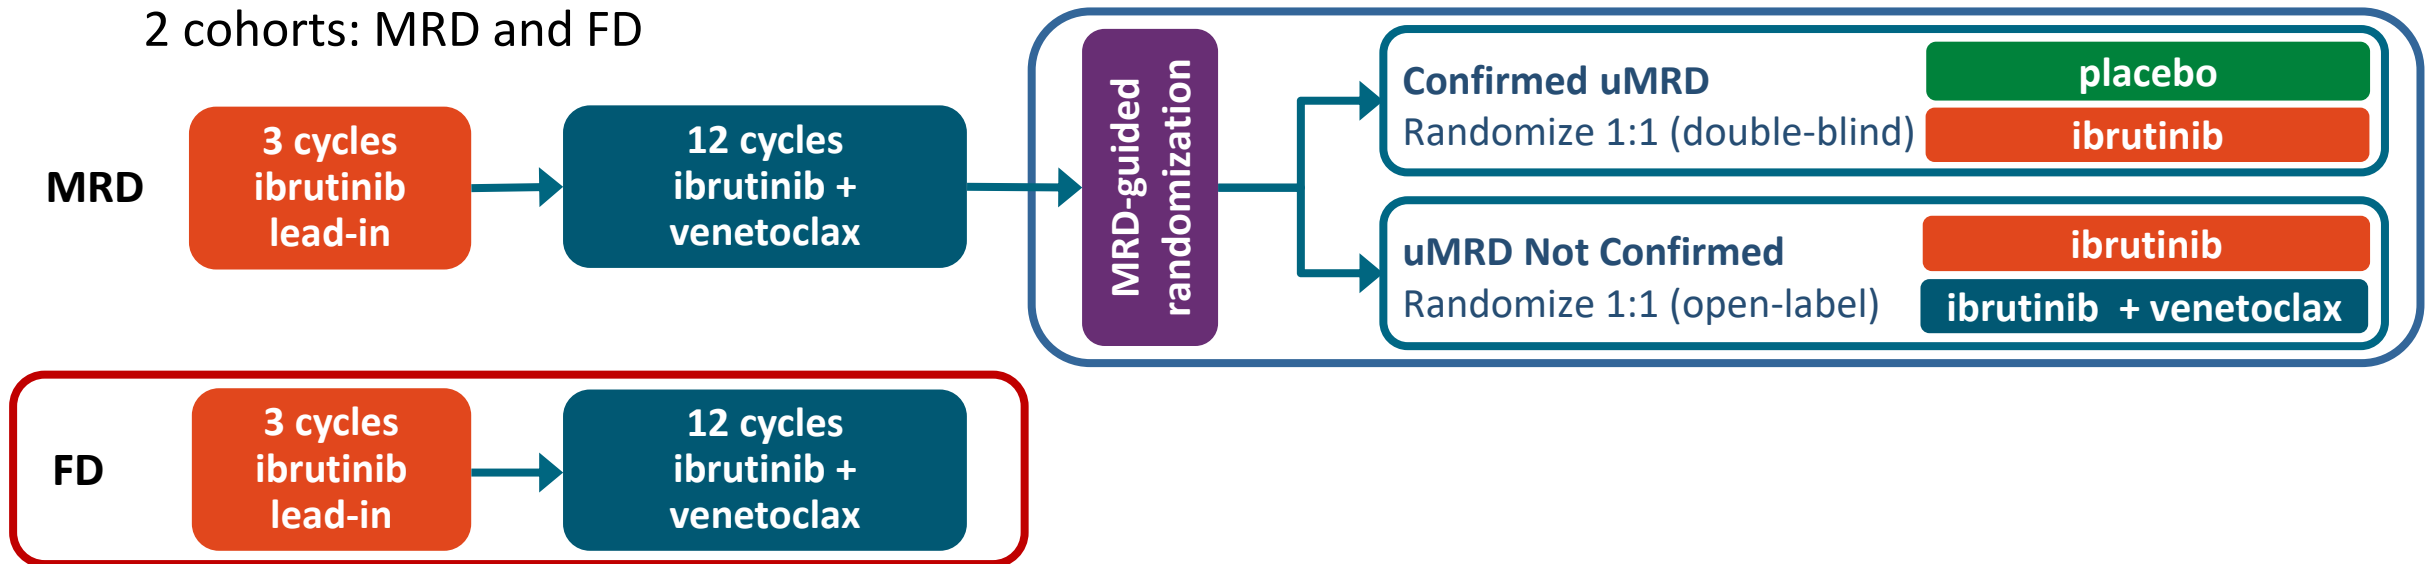 2 cohorts: MRD and FD
MRD
3 cycles
ibrutinib
lead-in
12 cycles
ibrutinib +
venetoclax
MRD-guided
randomization
Confirmed uMRD
Randomize 1:1 (double-blind)
placebo
ibrutinib
uMRD Not Confirmed
Randomize 1:1 (open-label)
ibrutinib
ibrutinib + venetoclax
FD
3 cycles
ibrutinib
lead-in
12 cycles
ibrutinib +
venetoclax